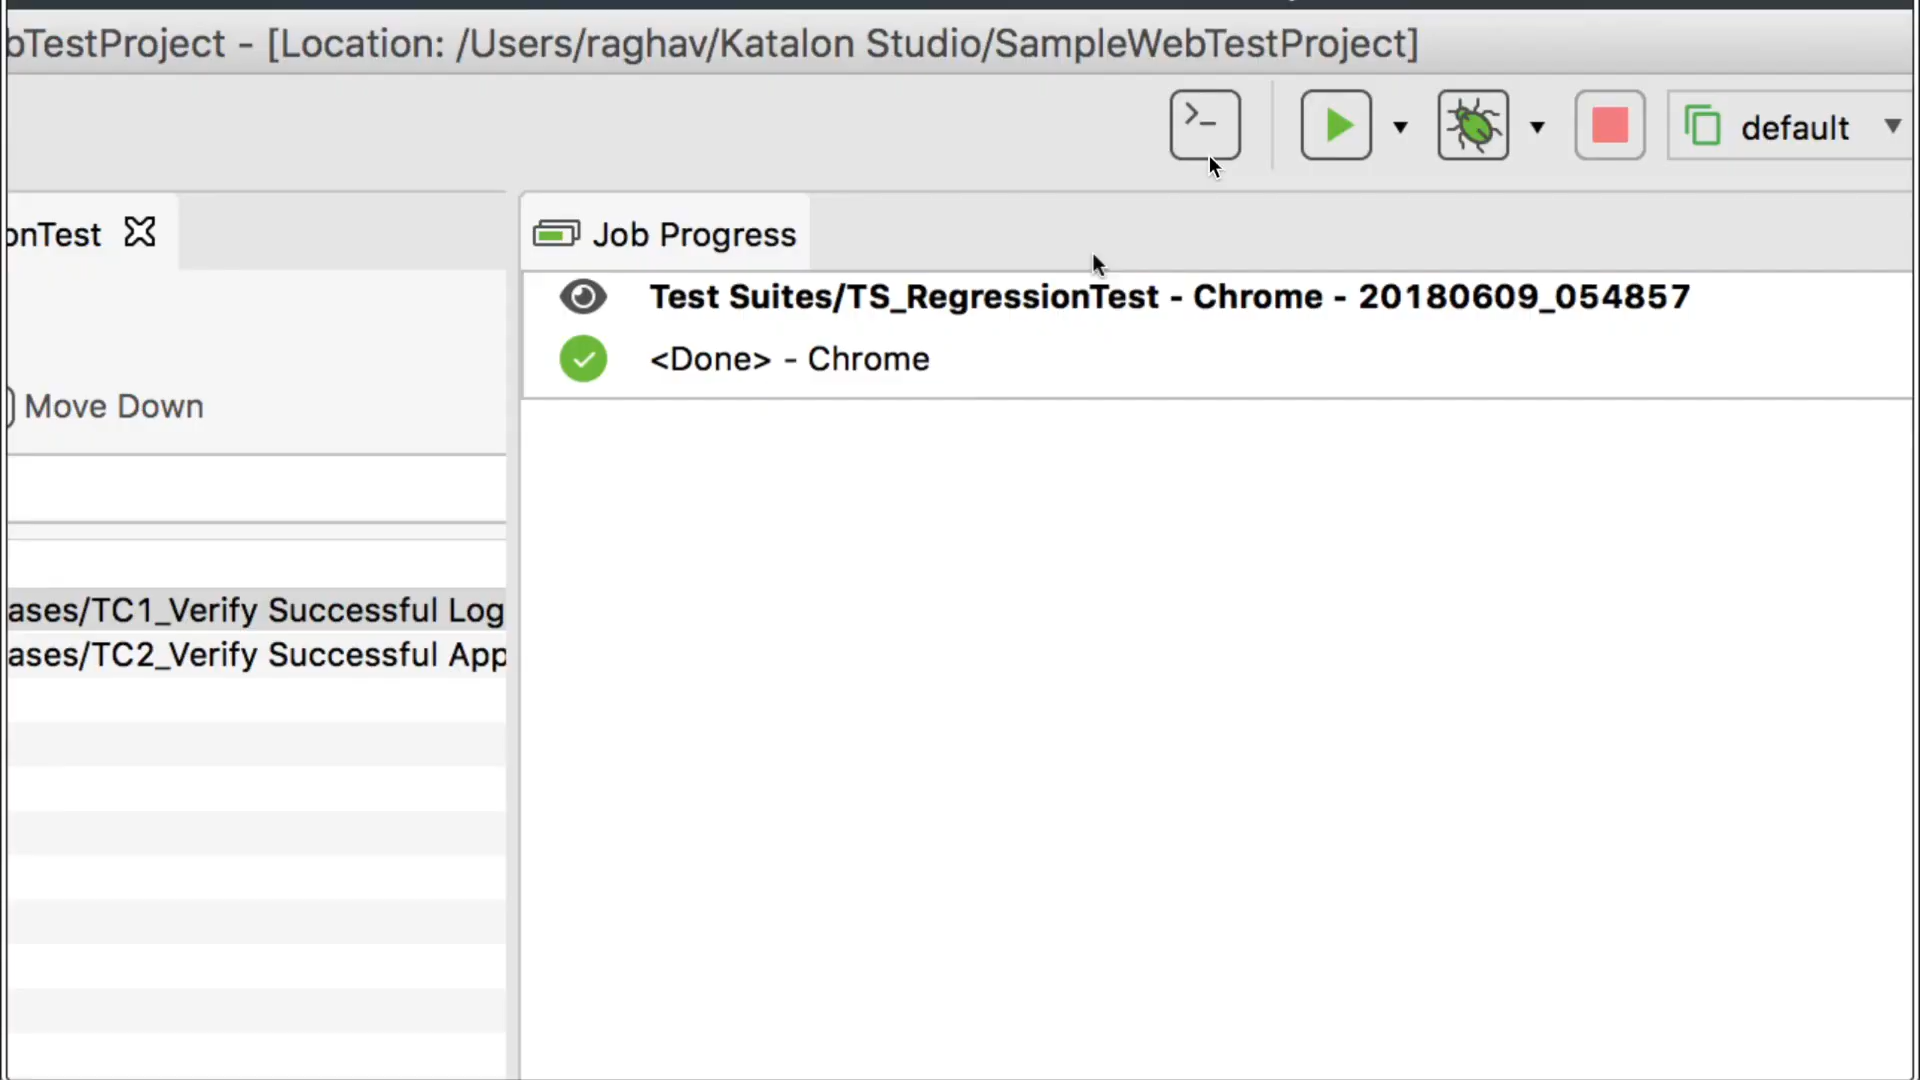 bTestProject - [Location: /Users/raghav/Katalon Studio/SampleWebTestProject]
default
onTest
Job Progress
Test Suites/TS_RegressionTest - Chrome - 20180609_054857
<Done> - Chrome
Move Down
ases/TC1_Verify Successful Log
ases/TC2_Verify Successful App